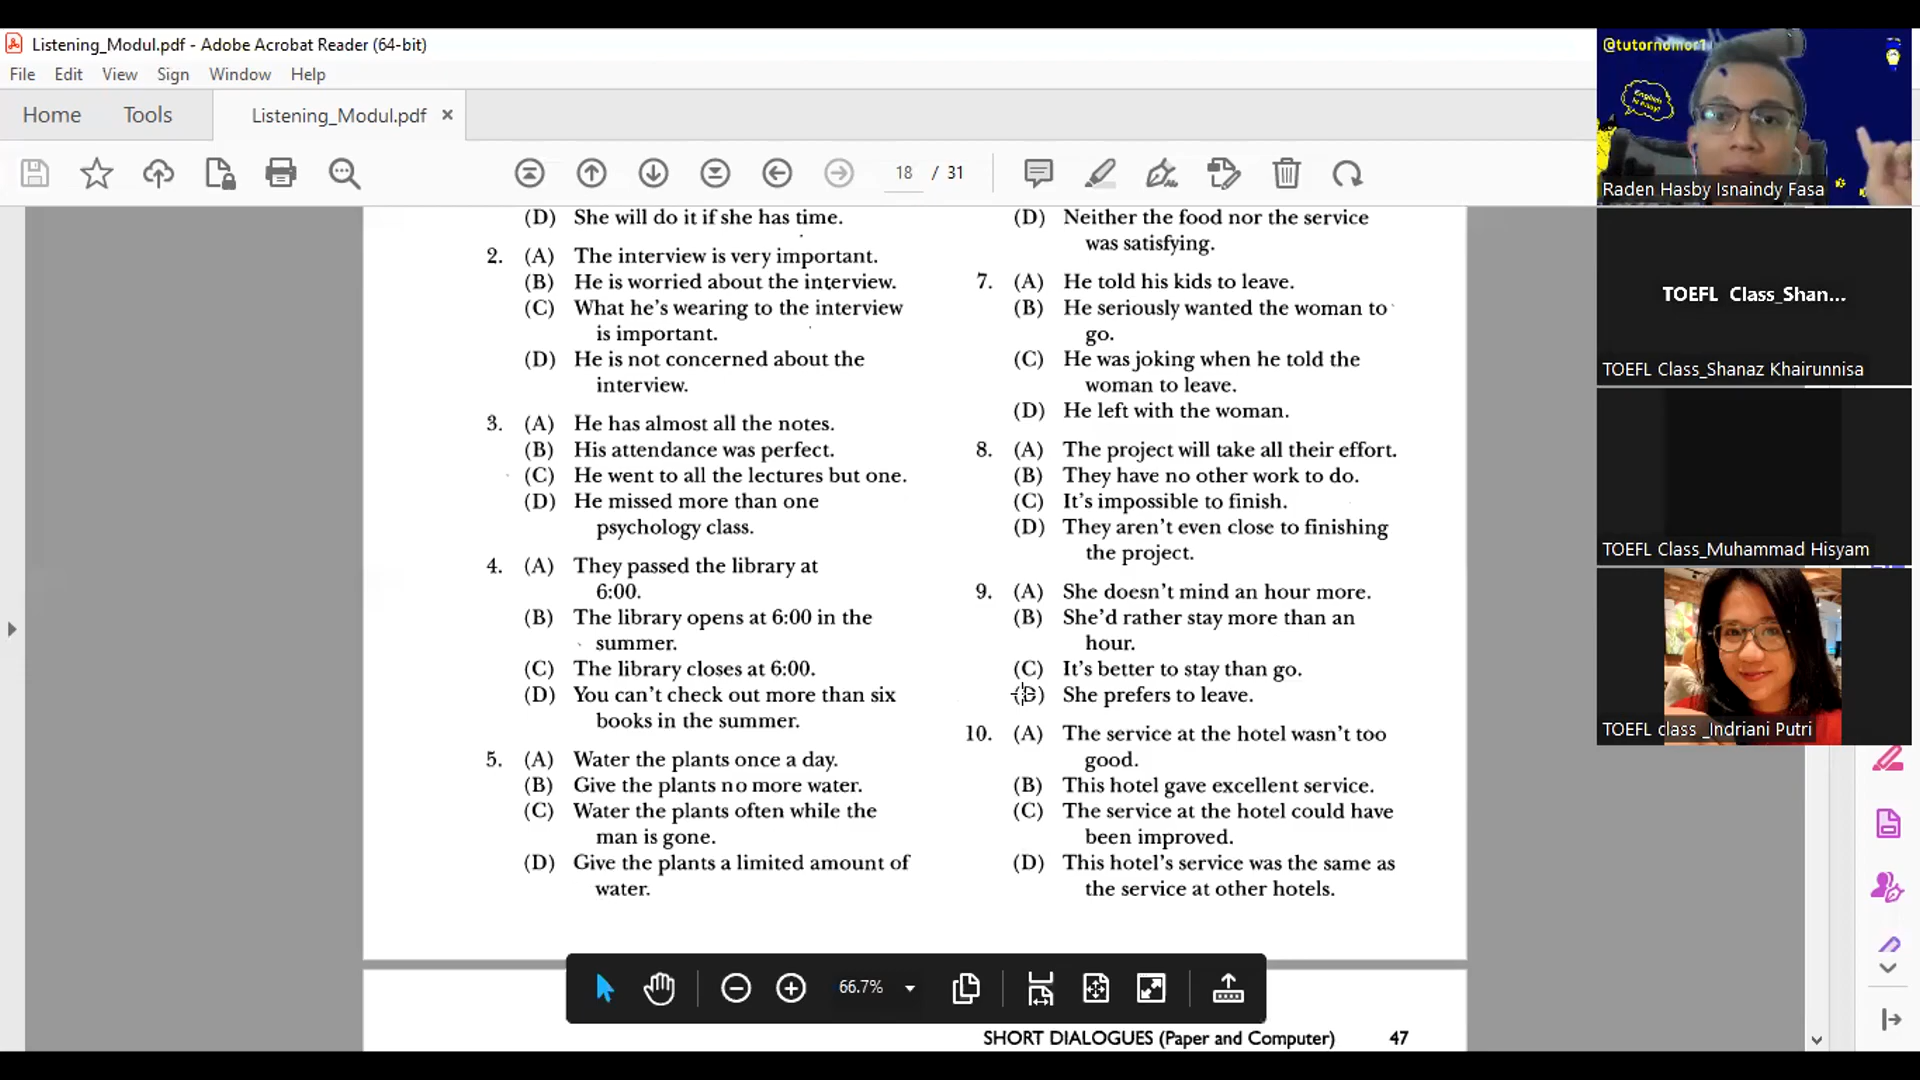 Listening_Modul.pdf - Adobe Acrobat Reader (64-bit)
File Edit View Sign Window Help
Home Tools Listening_Modul.pdf ×
18 / 31
(D) She will do it if she has time.
2. (A) The interview is very important.
(B) He is worried about the interview.
(C) What he's wearing to the interview
is important.
(D) He is not concerned about the
interview.
3. (A) He has almost all the notes.
(B) His attendance was perfect.
(C) He went to all the lectures but one.
(D) He missed more than one
psychology class.
4. (A) They passed the library at
6:00.
(B) The library opens at 6:00 in the
summer.
(C) The library closes at 6:00.
(D) You can't check out more than six
books in the summer.
5. (A) Water the plants once a day.
(B) Give the plants no more water.
(C) Water the plants often while the
man is gone.
(D) Give the plants a limited amount of
water.
(D) Neither the food nor the service
was satisfying.
7. (A) He told his kids to leave.
(B) He seriously wanted the woman to
go.
(C) He was joking when he told the
woman to leave.
(D) He left with the woman.
8. (A) The project will take all their effort.
(B) They have no other work to do.
(C) It's impossible to finish.
(D) They aren't even close to finishing
the project.
9. (A) She doesn't mind an hour more.
(B) She'd rather stay more than an
hour.
(C) It's better to stay than go.
(D) She prefers to leave.
10. (A) The service at the hotel wasn't too
good.
(B) This hotel gave excellent service.
(C) The service at the hotel could have
been improved.
(D) This hotel's service was the same as
the service at other hotels.
66.7%
SHORT DIALOGUES (Paper and Computer) 47
@tutornomor1
English is easy!
Raden Hasby Isnaindy Fasa
TOEFL Class_Shan...
TOEFL Class_Shanaz Khairunnisa
TOEFL Class_Muhammad Hisyam
TOEFL class _Indriani Putri